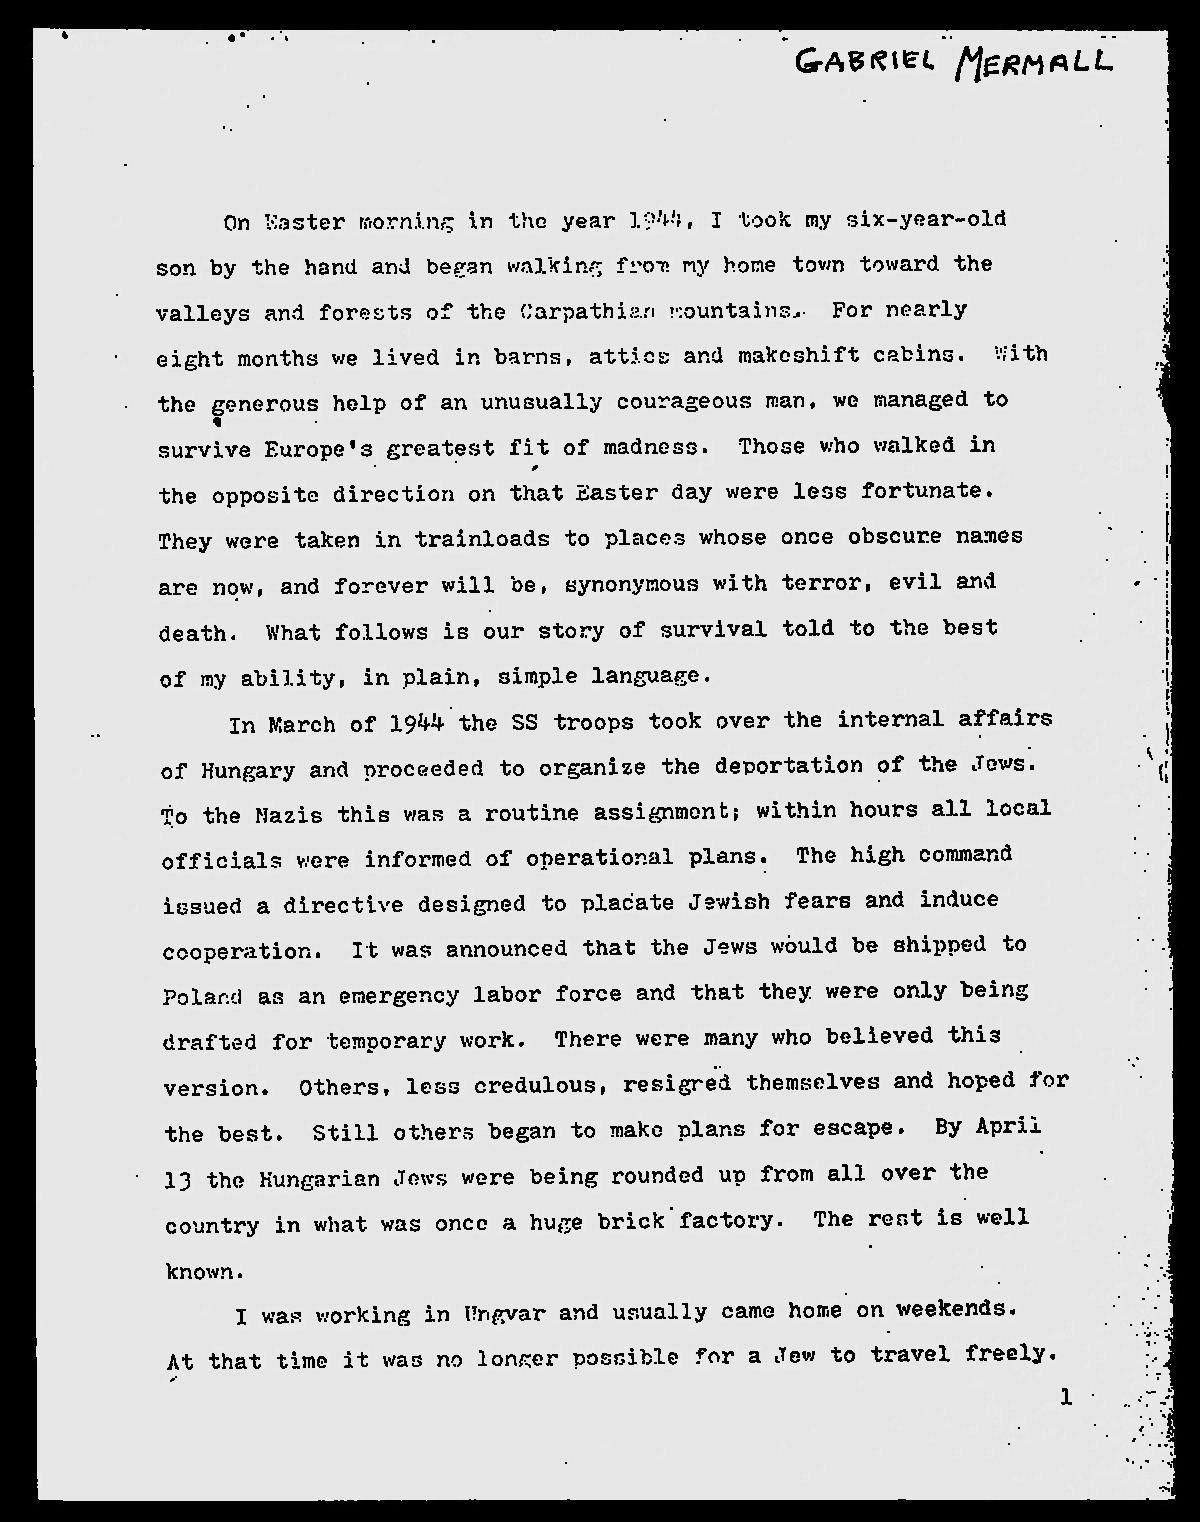 GABRIEL MERMALL
On Easter morning in the year 1944, I took my six-year-old
son by the hand and began walking from my home town toward the
valleys and forests of the Carpathian mountains. For nearly
eight months we lived in barns, attics and makeshift cabins. With
the generous help of an unusually courageous man, we managed to
survive Europe's greatest fit of madness. Those who walked in
the opposite direction on that Easter day were less fortunate.
They were taken in trainloads to places whose once obscure names
are now, and forever will be, synonymous with terror, evil and
death. What follows is our story of survival told to the best
of my ability, in plain, simple language.
In March of 1944 the SS troops took over the internal affairs
of Hungary and proceeded to organize the deportation of the Jews.
To the Nazis this was a routine assignment; within hours all local
officials were informed of operational plans. The high command
issued a directive designed to placate Jewish fears and induce
cooperation. It was announced that the Jews would be shipped to
Poland as an emergency labor force and that they were only being
drafted for temporary work. There were many who believed this
version. Others, less credulous, resigned themselves and hoped for
the best. Still others began to make plans for escape. By April
13 the Hungarian Jews were being rounded up from all over the
country in what was once a huge brick factory. The rest is well
known.
I was working in Ungvar and usually came home on weekends.
At that time it was no longer possible for a Jew to travel freely.
1